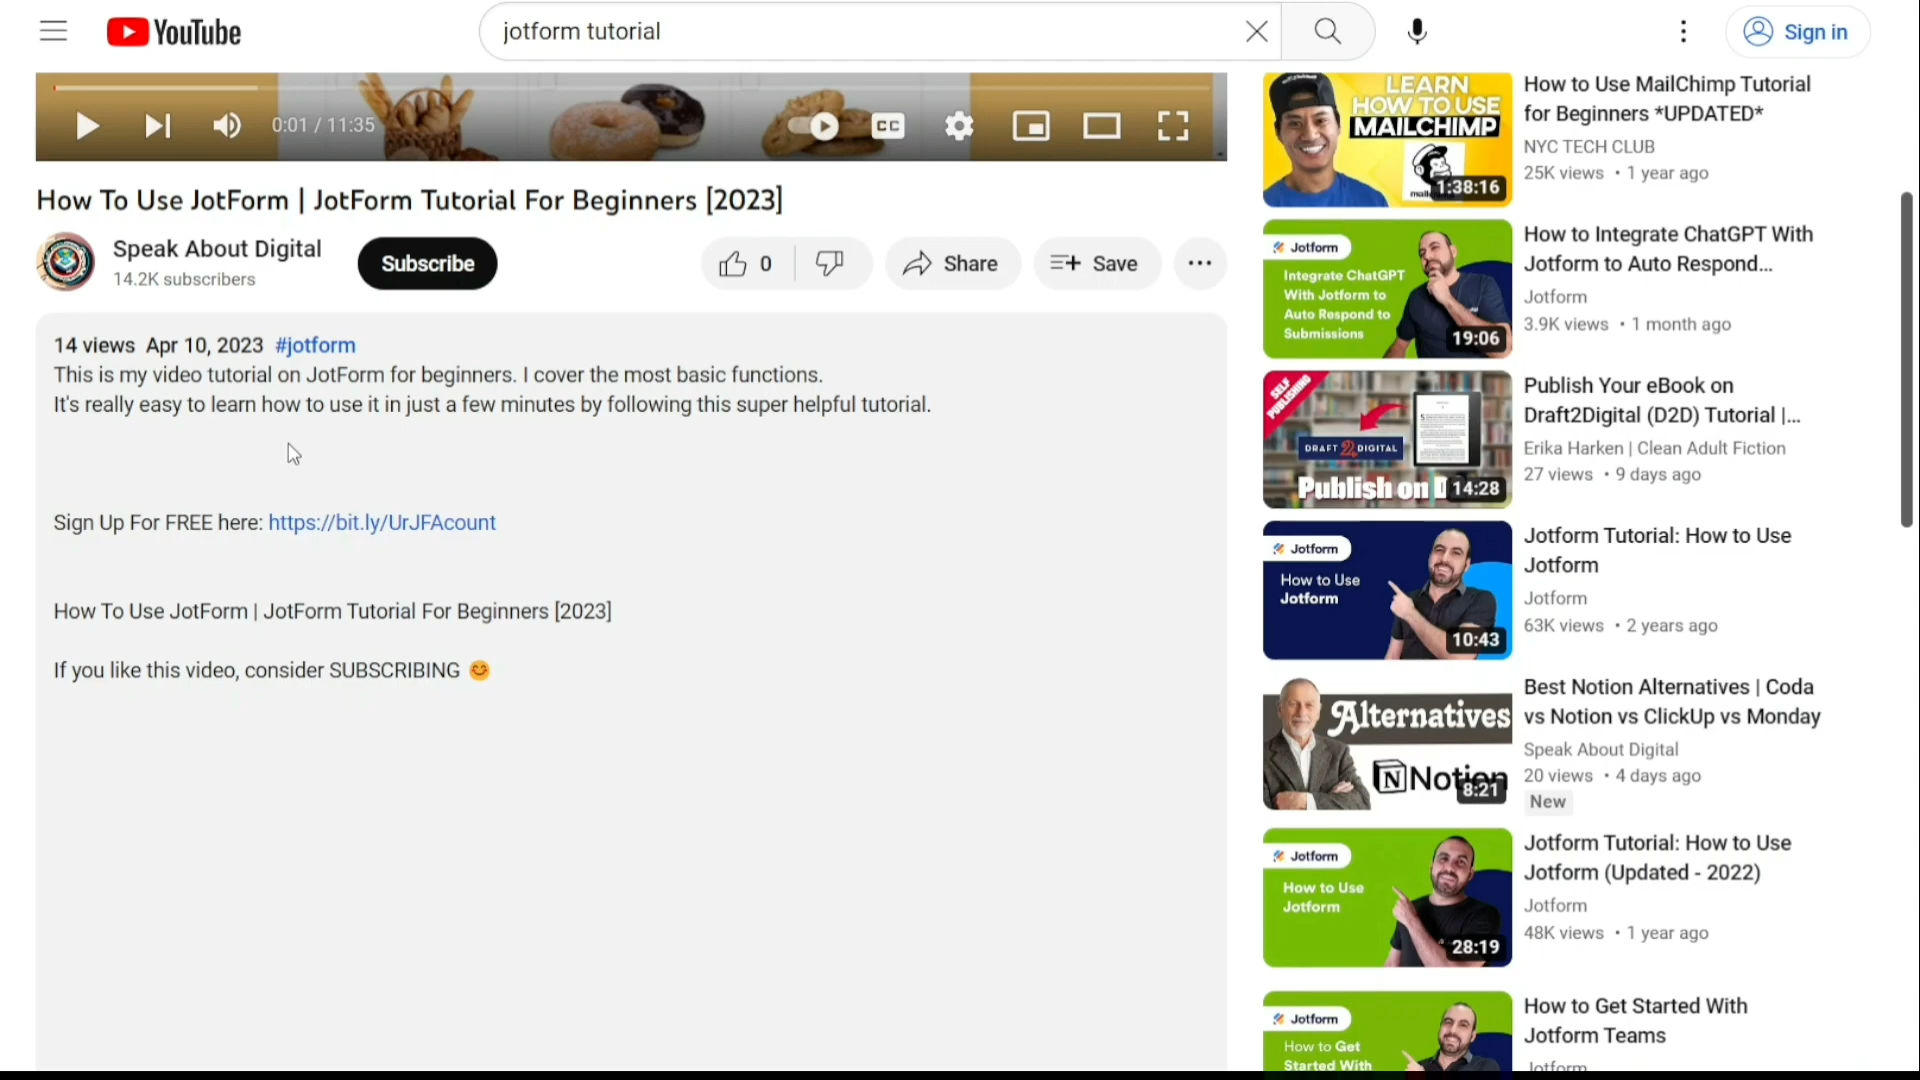 YouTube
jotform tutorial
Sign in
0:01 / 11:35
CC
How To Use JotForm | JotForm Tutorial For Beginners [2023]
Speak About Digital
14.2K subscribers
Subscribe
0
Share
Save
14 views Apr 10, 2023 #jotform
This is my video tutorial on JotForm for beginners. I cover the most basic functions.
It's really easy to learn how to use it in just a few minutes by following this super helpful tutorial.
Sign Up For FREE here: https://bit.ly/UrJFAcount
How To Use JotForm | JotForm Tutorial For Beginners [2023]
If you like this video, consider SUBSCRIBING 😊
LEARN
HOW TO USE
MAILCHIMP
1:38:16
How to Use MailChimp Tutorial
for Beginners *UPDATED*
NYC TECH CLUB
25K views • 1 year ago
Jotform
Integrate ChatGPT
With Jotform to
Auto Respond to
Submissions
19:06
How to Integrate ChatGPT With
Jotform to Auto Respond...
Jotform
3.9K views • 1 month ago
SELF
PUBLISHING
DRAFT 2 DIGITAL
Publish on D
14:28
Publish Your eBook on
Draft2Digital (D2D) Tutorial |...
Erika Harken | Clean Adult Fiction
27 views • 9 days ago
Jotform
How to Use
Jotform
10:43
Jotform Tutorial: How to Use
Jotform
Jotform
63K views • 2 years ago
Alternatives
Notion
8:21
Best Notion Alternatives | Coda
vs Notion vs ClickUp vs Monday
Speak About Digital
20 views • 4 days ago
New
Jotform
How to Use
Jotform
28:19
Jotform Tutorial: How to Use
Jotform (Updated - 2022)
Jotform
48K views • 1 year ago
Jotform
How to Get
Started With
How to Get Started With
Jotform Teams
Jotform